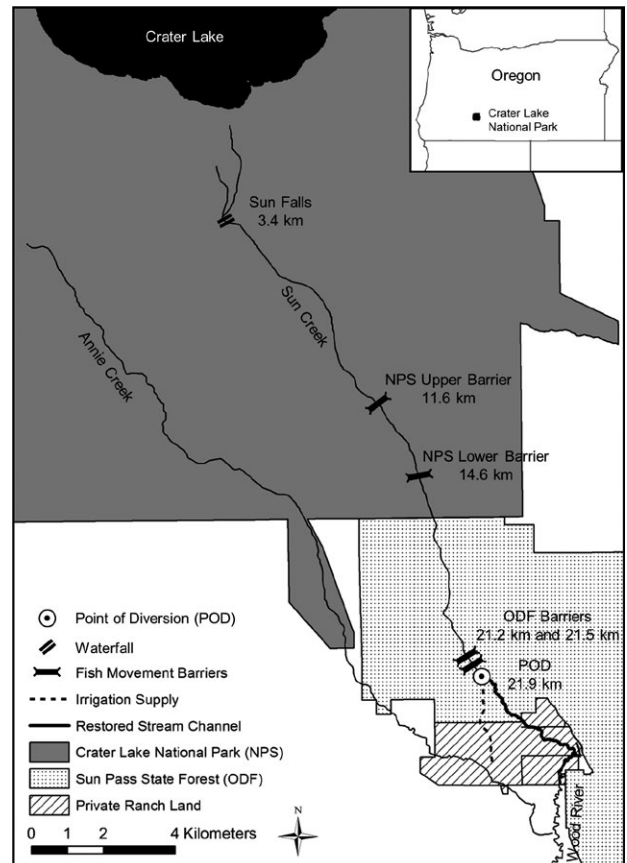 Crater Lake
Oregon
Crater Lake
National Park
Sun Falls
3.4 km
Sun Creek
Annie Creek
NPS Upper Barrier
11.6 km
NPS Lower Barrier
14.6 km
ODF Barriers
21.2 km and 21.5 km
POD
21.9 km
Wood River
Point of Diversion (POD)
Waterfall
Fish Movement Barriers
Irrigation Supply
Restored Stream Channel
Crater Lake National Park (NPS)
Sun Pass State Forest (ODF)
Private Ranch Land
0 1 2 4 Kilometers
N